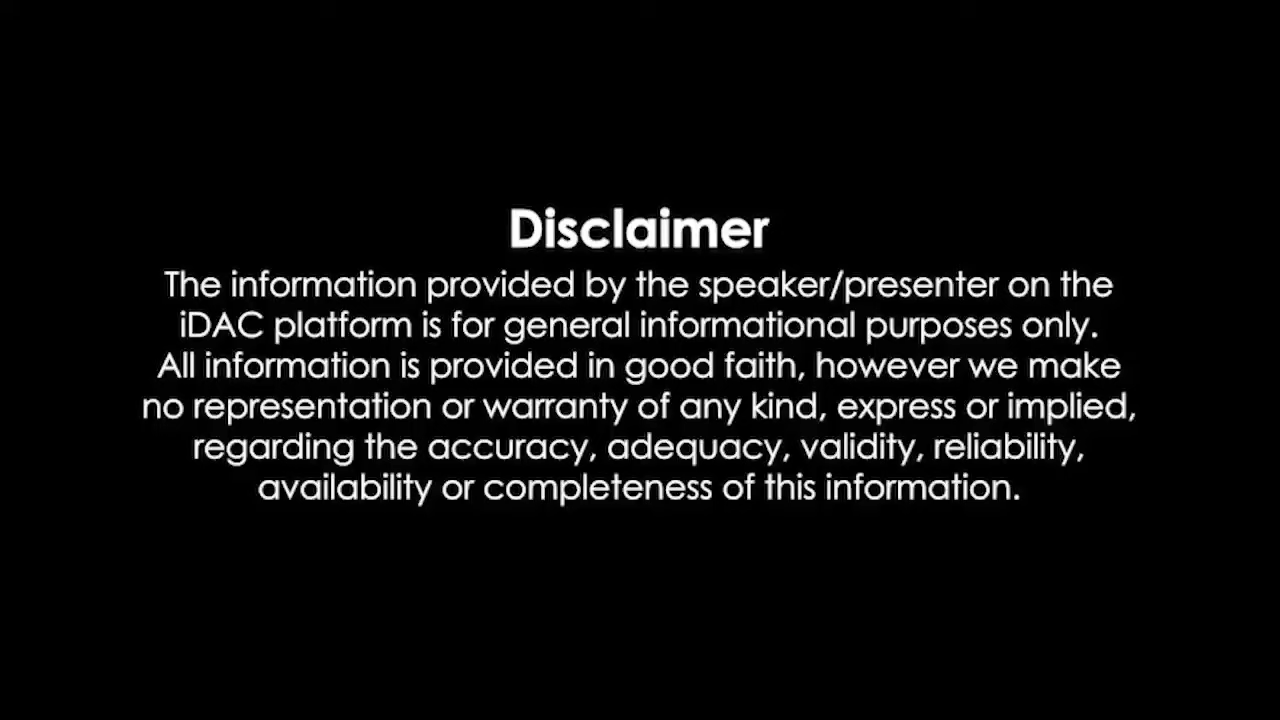 Disclaimer
The information provided by the speaker/presenter on the
iDAC platform is for general informational purposes only.
All information is provided in good faith, however we make
no representation or warranty of any kind, express or implied,
regarding the accuracy, adequacy, validity, reliability,
availability or completeness of this information.